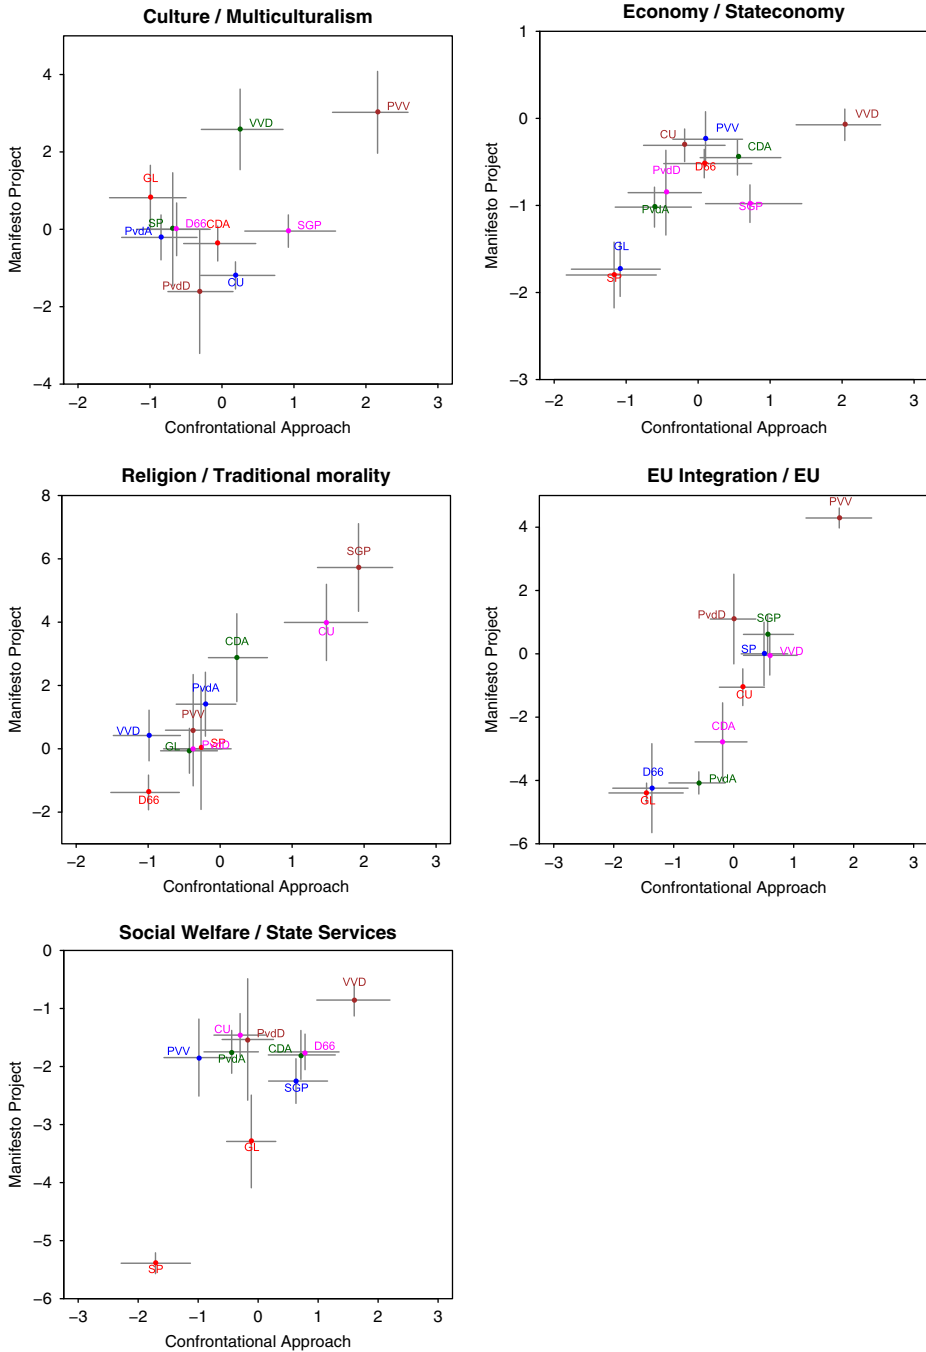 Culture / Multiculturalism
Manifesto Project
4
2
0
−2
−4
PVV
VVD
GL
SP
D66
CDA
PvdA
SGP
CU
PvdD
−2 −1 0 1 2 3
Confrontational Approach
Economy / Stateconomy
Manifesto Project
1
0
−1
−2
−3
VVD
PVV
CU
CDA
D66
PvdD
PvdA
SGP
GL
SP
−2 −1 0 1 2 3
Confrontational Approach
Religion / Traditional morality
Manifesto Project
8
6
4
2
0
−2
SGP
CU
CDA
PvdA
PVV
VVD
GL
PvdD
SP
D66
−2 −1 0 1 2 3
Confrontational Approach
EU Integration / EU
Manifesto Project
4
2
0
−2
−4
−6
PVV
PvdD
SGP
SP
VVD
CU
CDA
D66
PvdA
GL
−3 −2 −1 0 1 2 3
Confrontational Approach
Social Welfare / State Services
Manifesto Project
0
−1
−2
−3
−4
−5
−6
VVD
CU
PvdD
PVV
PvdA
CDA
D66
SGP
GL
SP
−3 −2 −1 0 1 2 3
Confrontational Approach